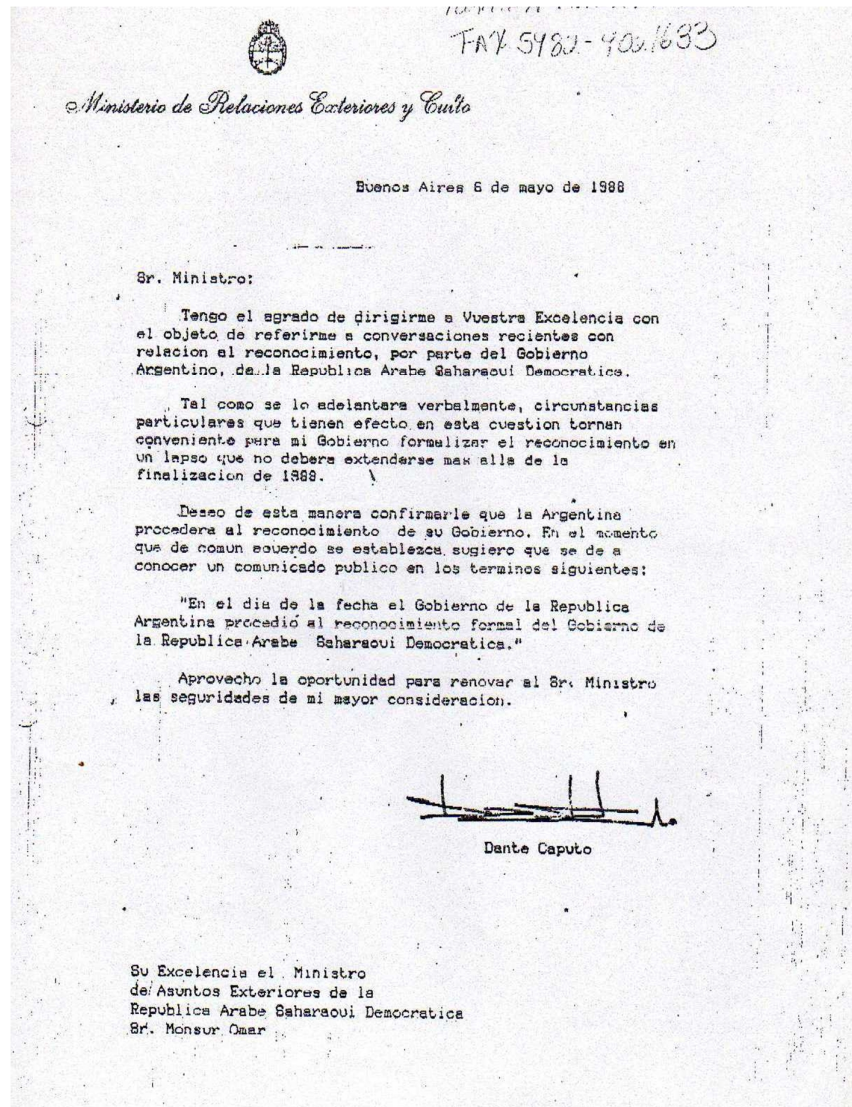 FAX 5482-402.1633
Ministerio de Relaciones Exteriores y Culto
Buenos Aires 6 de mayo de 1988
Sr. Ministro:
Tengo el agrado de dirigirme a Vuestra Excelencia con
el objeto de referirme a conversaciones recientes con
relacion al reconocimiento, por parte del Gobierno
Argentino, de la Republica Arabe Saharaoui Democratica.
Tal como se lo adelantara verbalmente, circunstancias
particulares que tienen efecto en esta cuestion tornan
conveniente para mi Gobierno formalizar el reconocimiento en
un lapso que no debera extenderse mas alla de la
finalizacion de 1988.
Deseo de esta manera confirmarle que la Argentina
procedera al reconocimiento de su Gobierno. En el momento
que de comun acuerdo se establezca sugiero que se de a
conocer un comunicado publico en los terminos siguientes:
"En el dia de la fecha el Gobierno de la Republica
Argentina procedió al reconocimiento formal del Gobierno de
la Republica Arabe Saharaoui Democratica."
Aprovecho la oportunidad para renovar al Sr. Ministro
las seguridades de mi mayor consideracion.
Dante Caputo
Su Excelencia el Ministro
de Asuntos Exteriores de la
Republica Arabe Saharaoui Democratica
Sr. Monsur Omar